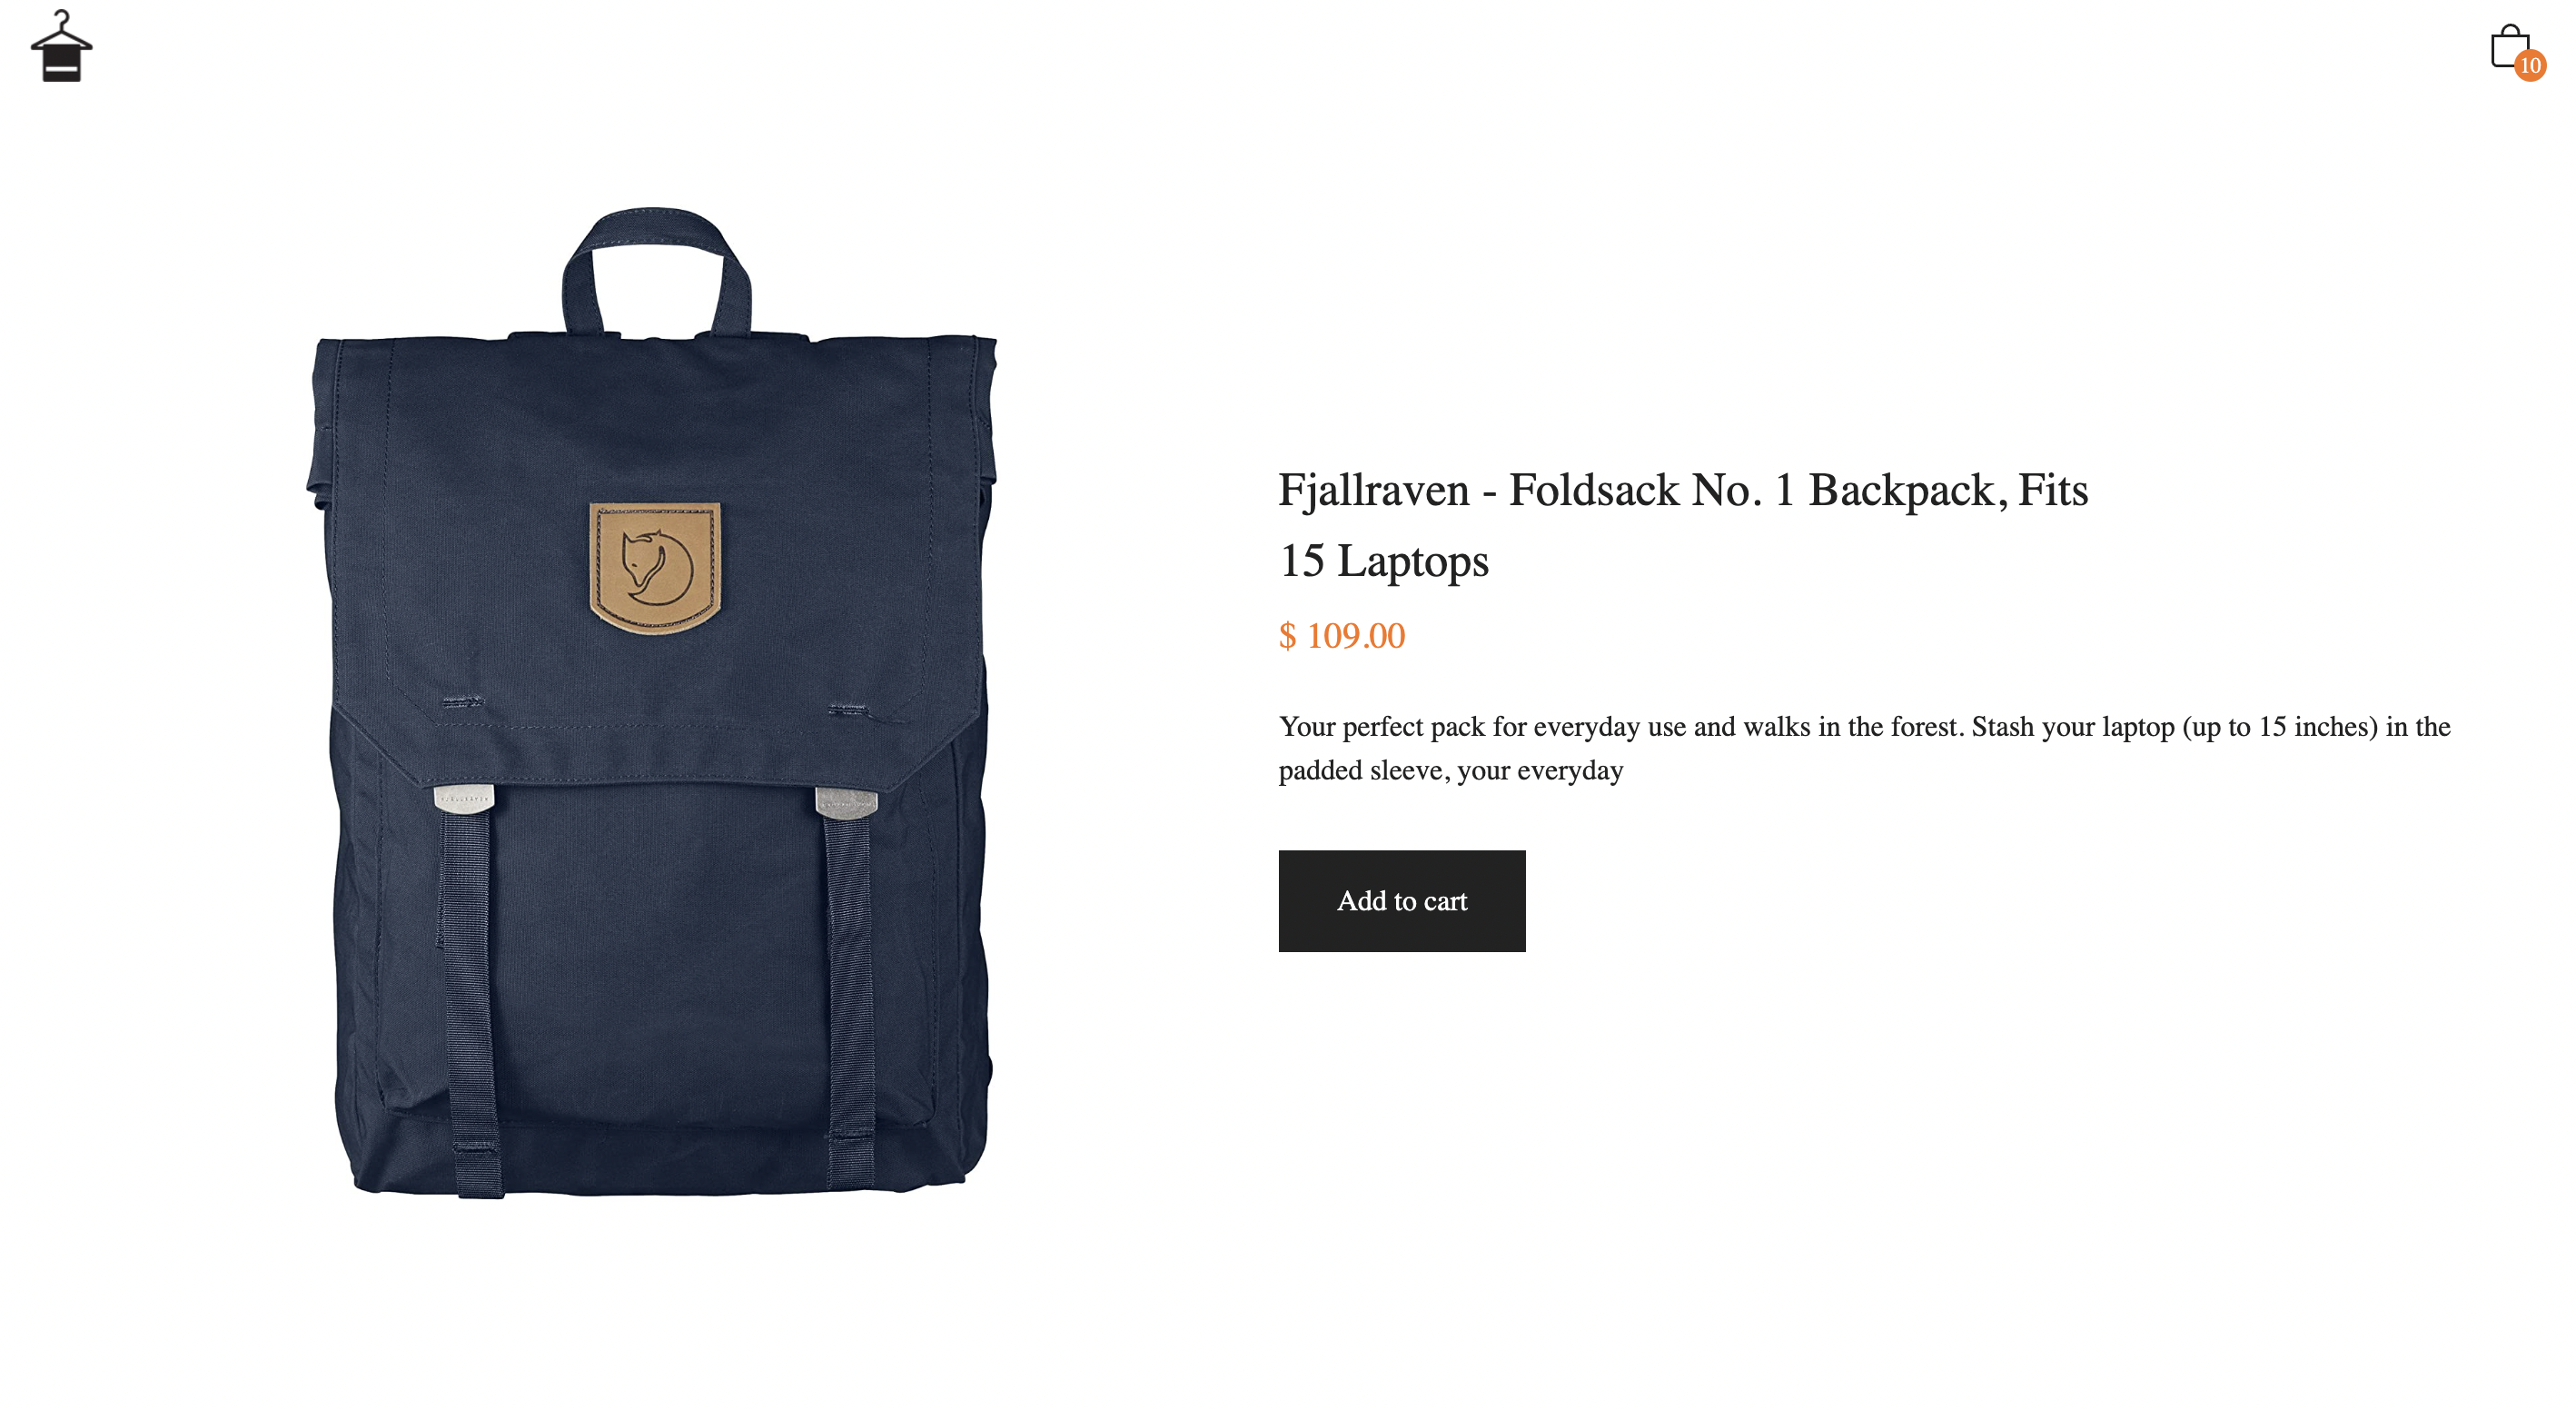 10
Fjallraven - Foldsack No. 1 Backpack, Fits
15 Laptops
$ 109.00
Your perfect pack for everyday use and walks in the forest. Stash your laptop (up to 15 inches) in the
padded sleeve, your everyday
Add to cart